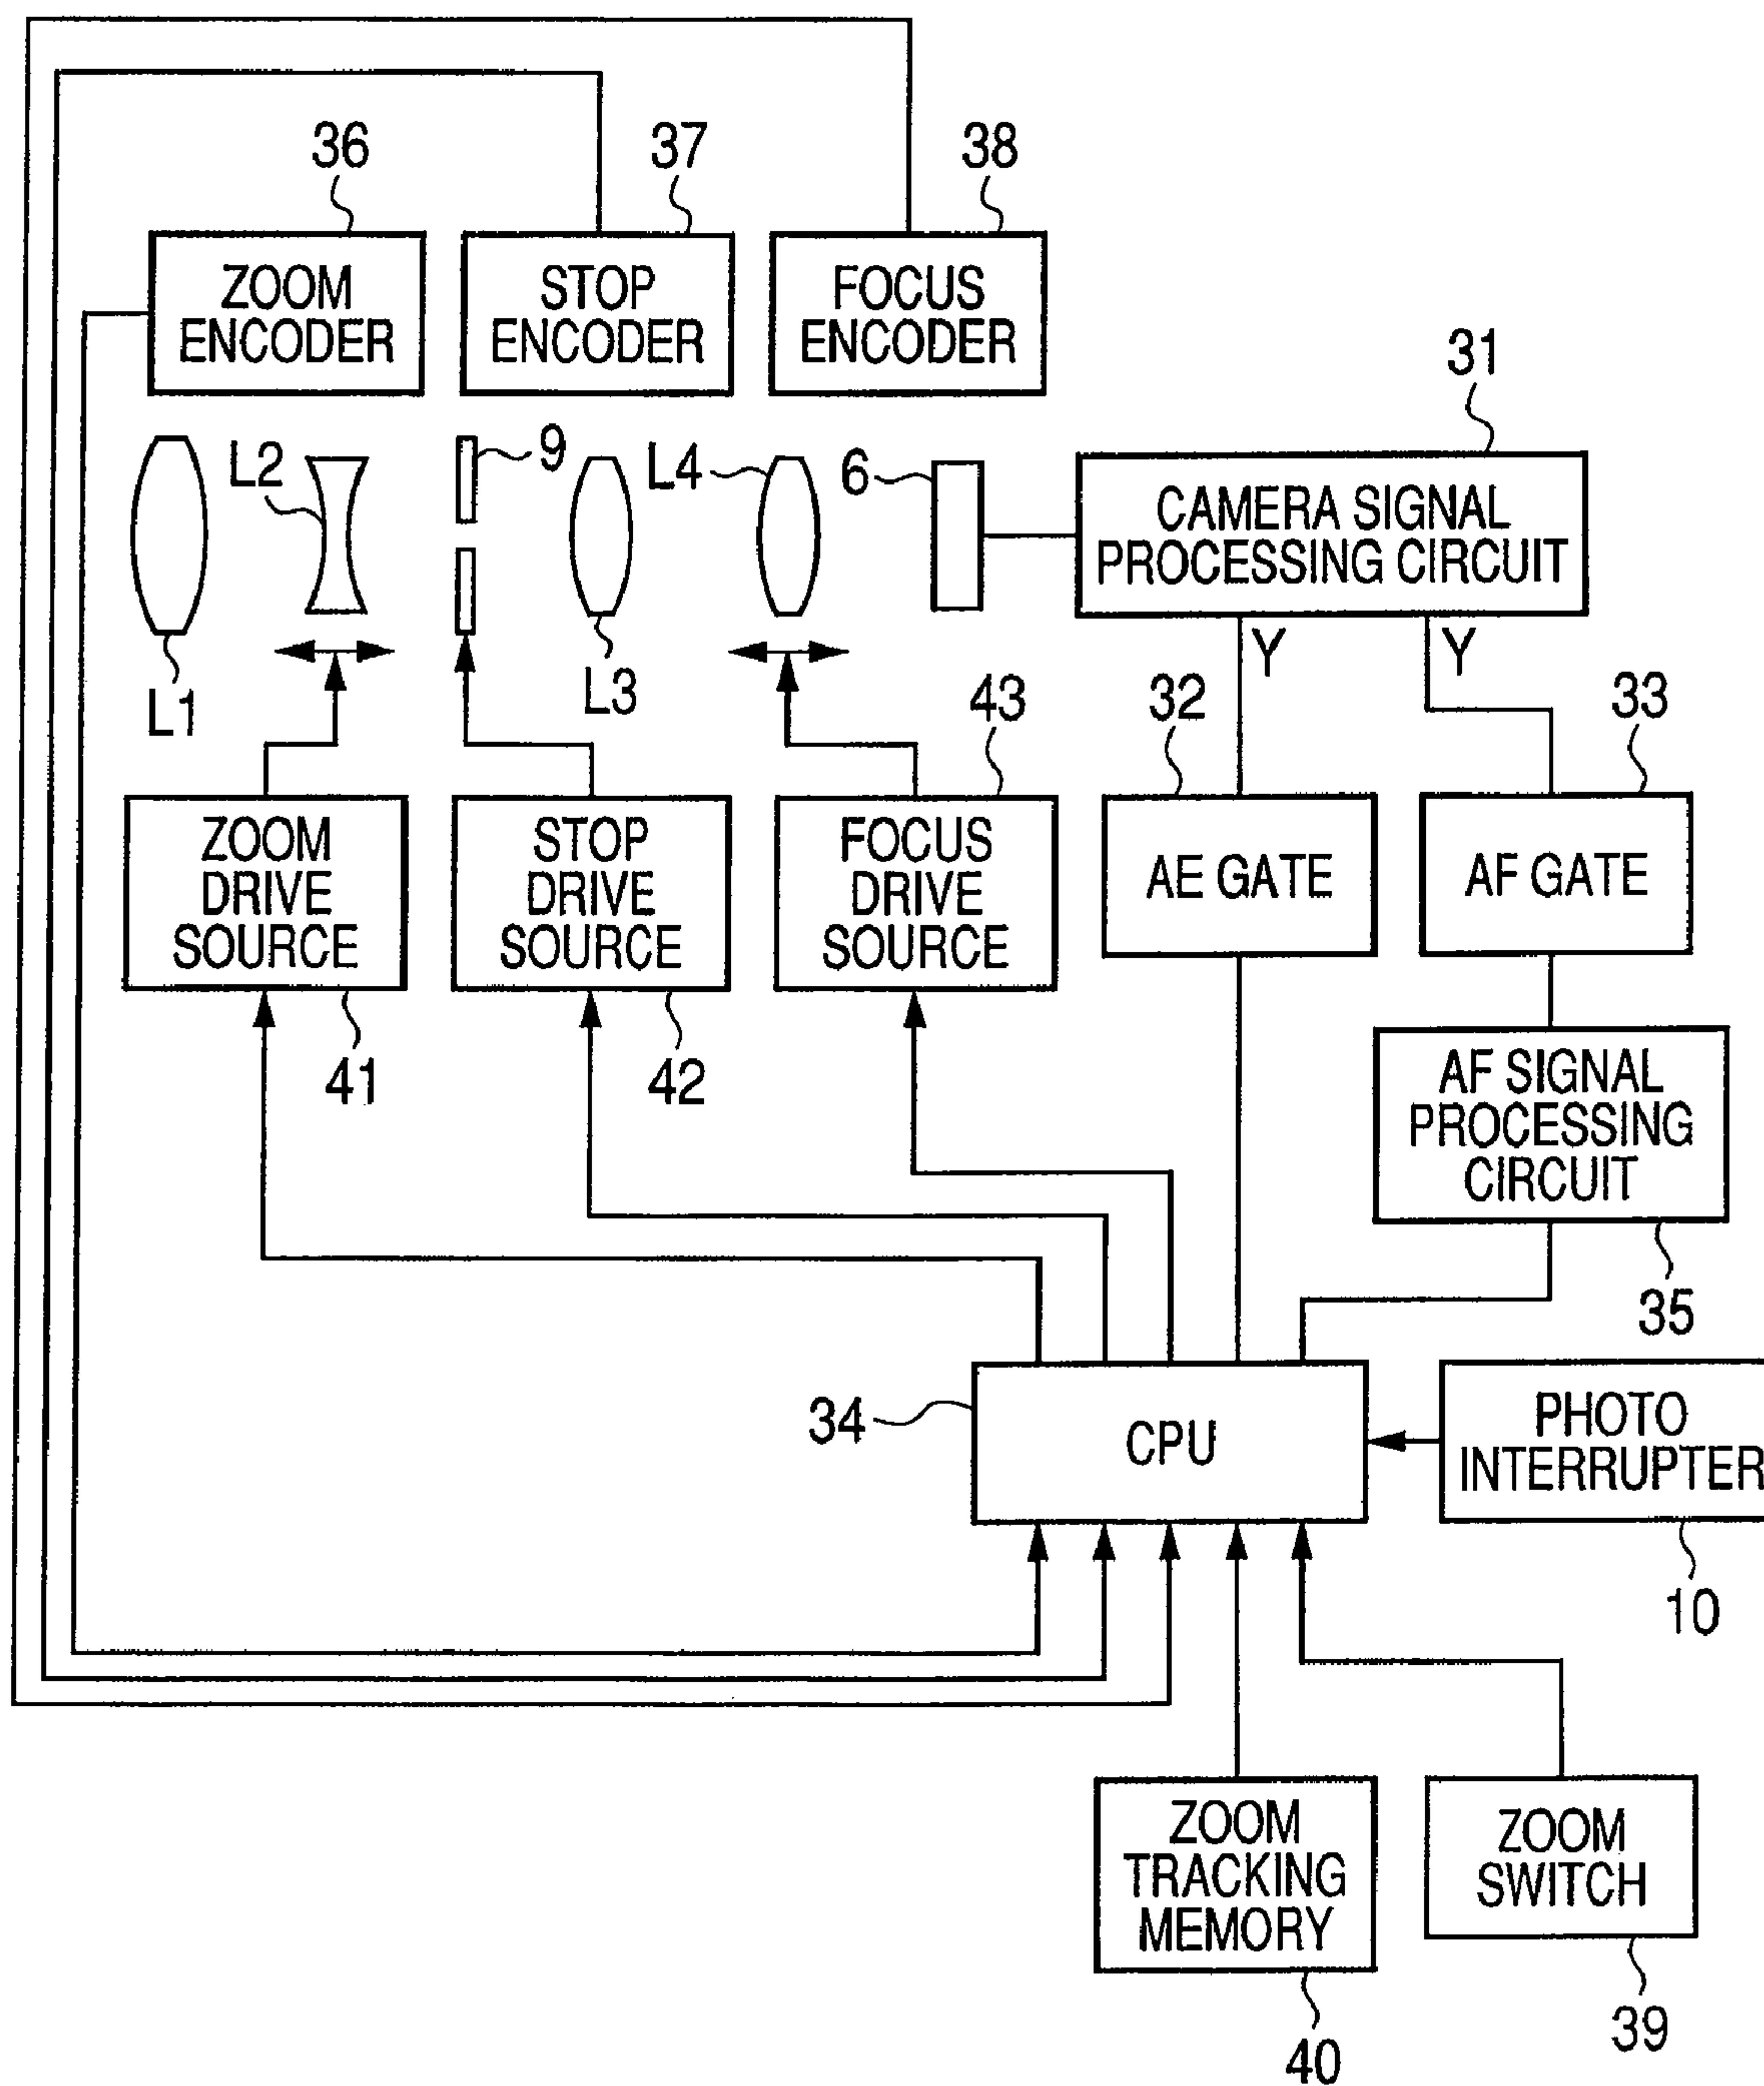 36
37
38
ZOOM
ENCODER
STOP
ENCODER
FOCUS
ENCODER
31
L2
9
L4
6
CAMERA SIGNAL
PROCESSING CIRCUIT
L1
L3
Y
Y
43
32
33
ZOOM
DRIVE
SOURCE
STOP
DRIVE
SOURCE
FOCUS
DRIVE
SOURCE
AE GATE
AF GATE
41
42
AF SIGNAL
PROCESSING
CIRCUIT
35
34
CPU
PHOTO
INTERRUPTER
10
ZOOM
TRACKING
MEMORY
ZOOM
SWITCH
40
39